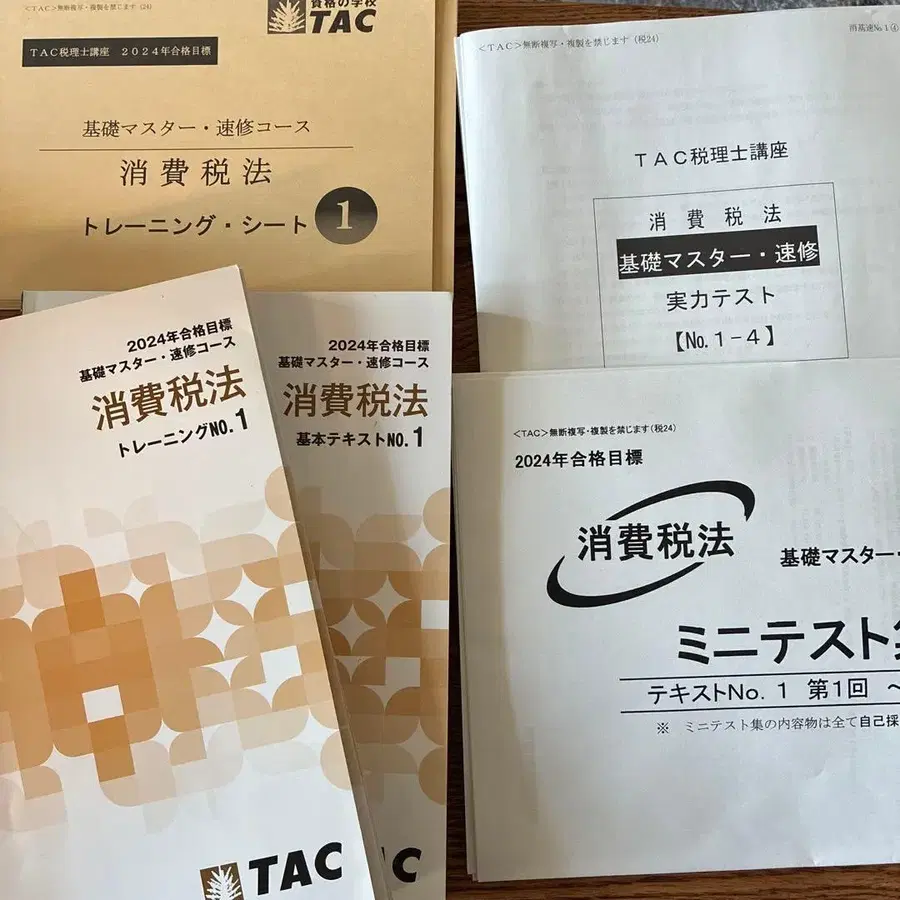 <TAC>無断複写・複製を禁じます (24)
資格の学校
TAC
TAC税理士講座 2024年合格目標
基礎マスター・速修コース
消費税法
トレーニング・シート 1
<TAC>無断複写・複製を禁じます (税24)
消基速№1④
TAC税理士講座
消費税法
基礎マスター・速修
実力テスト
【No.1-4】
2024年合格目標
基礎マスター・速修コース
消費税法
トレーニングNO.1
TAC
2024年合格目標
基礎マスター・速修コース
消費税法
基本テキストNO.1
<TAC>無断複写・複製を禁じます(税24)
2024年合格目標
消費税法
基礎マスター・
ミニテスト集
テキストNo.1 第1回 ～
※ ミニテスト集の内容物は全て自己採